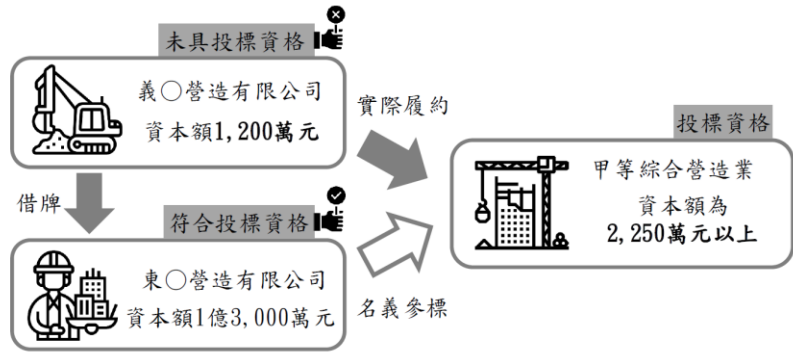 未具投標資格
義○營造有限公司
資本額1,200萬元
實際履約
投標資格
甲等綜合營造業
資本額為
2,250萬元以上
借牌
符合投標資格
東○營造有限公司
資本額1億3,000萬元
名義參標